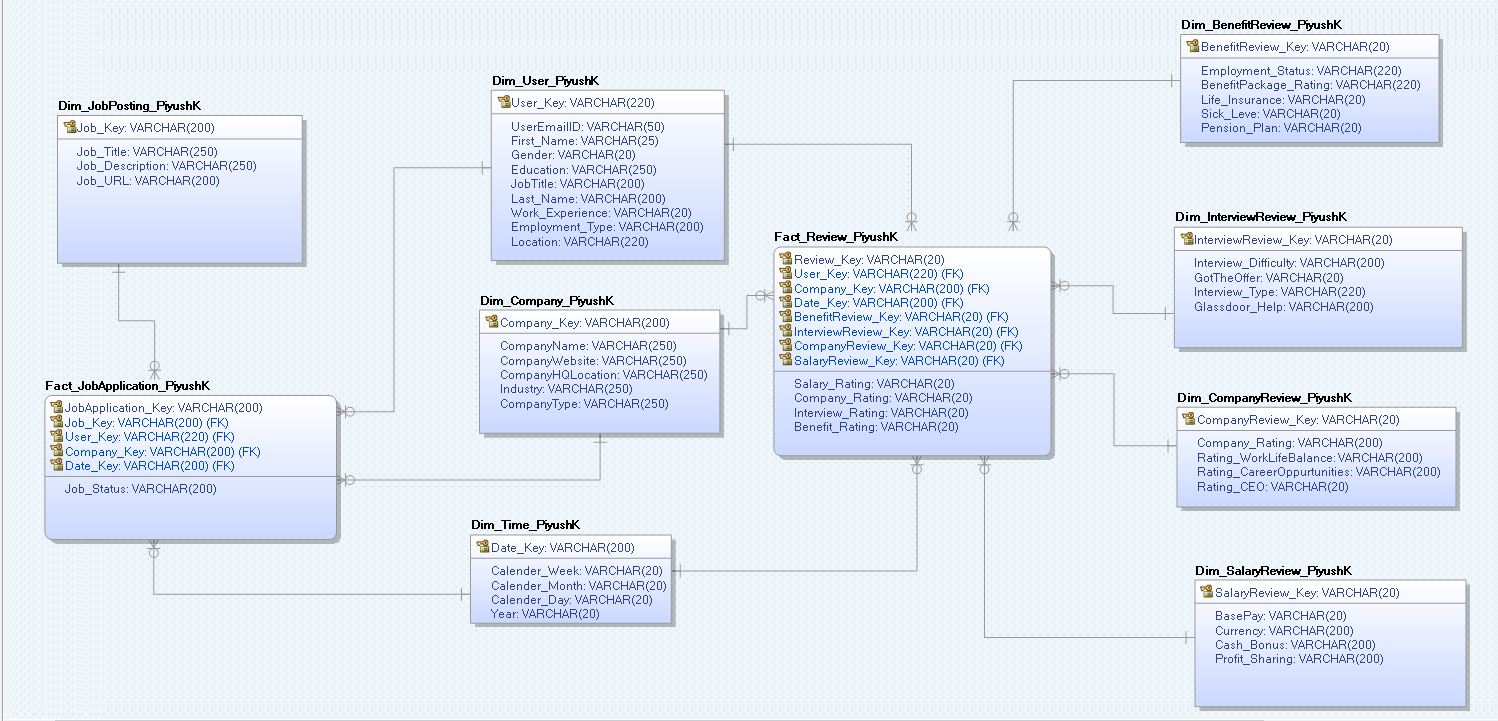 Dim_JobPosting_PiyushK
Job_Key: VARCHAR(200)
Job_Title: VARCHAR(250)
Job_Description: VARCHAR(250)
Job_URL: VARCHAR(200)
Fact_JobApplication_PiyushK
JobApplication_Key: VARCHAR(200)
Job_Key: VARCHAR(200) (FK)
User_Key: VARCHAR(220) (FK)
Company_Key: VARCHAR(200) (FK)
Date_Key: VARCHAR(200) (FK)
Job_Status: VARCHAR(200)
Dim_User_PiyushK
User_Key: VARCHAR(220)
UserEmailID: VARCHAR(50)
First_Name: VARCHAR(25)
Gender: VARCHAR(20)
Education: VARCHAR(250)
JobTitle: VARCHAR(200)
Last_Name: VARCHAR(200)
Work_Experience: VARCHAR(20)
Employment_Type: VARCHAR(200)
Location: VARCHAR(220)
Dim_Company_PiyushK
Company_Key: VARCHAR(200)
CompanyName: VARCHAR(250)
CompanyWebsite: VARCHAR(250)
CompanyHQLocation: VARCHAR(250)
Industry: VARCHAR(250)
CompanyType: VARCHAR(250)
Dim_Time_PiyushK
Date_Key: VARCHAR(200)
Calender_Week: VARCHAR(20)
Calender_Month: VARCHAR(20)
Calender_Day: VARCHAR(20)
Year: VARCHAR(20)
Fact_Review_PiyushK
Review_Key: VARCHAR(20)
User_Key: VARCHAR(220) (FK)
Company_Key: VARCHAR(200) (FK)
Date_Key: VARCHAR(200) (FK)
BenefitReview_Key: VARCHAR(20) (FK)
InterviewReview_Key: VARCHAR(20) (FK)
CompanyReview_Key: VARCHAR(20) (FK)
SalaryReview_Key: VARCHAR(20) (FK)
Salary_Rating: VARCHAR(20)
Company_Rating: VARCHAR(20)
Interview_Rating: VARCHAR(20)
Benefit_Rating: VARCHAR(20)
Dim_BenefitReview_PiyushK
BenefitReview_Key: VARCHAR(20)
Employment_Status: VARCHAR(220)
BenefitPackage_Rating: VARCHAR(220)
Life_Insurance: VARCHAR(20)
Sick_Leve: VARCHAR(20)
Pension_Plan: VARCHAR(20)
Dim_InterviewReview_PiyushK
InterviewReview_Key: VARCHAR(20)
Interview_Difficulty: VARCHAR(200)
GotTheOffer: VARCHAR(20)
Interview_Type: VARCHAR(220)
Glassdoor_Help: VARCHAR(200)
Dim_CompanyReview_PiyushK
CompanyReview_Key: VARCHAR(20)
Company_Rating: VARCHAR(200)
Rating_WorkLifeBalance: VARCHAR(200)
Rating_CareerOppurtunities: VARCHAR(200)
Rating_CEO: VARCHAR(20)
Dim_SalaryReview_PiyushK
SalaryReview_Key: VARCHAR(20)
BasePay: VARCHAR(20)
Currency: VARCHAR(200)
Cash_Bonus: VARCHAR(200)
Profit_Sharing: VARCHAR(200)